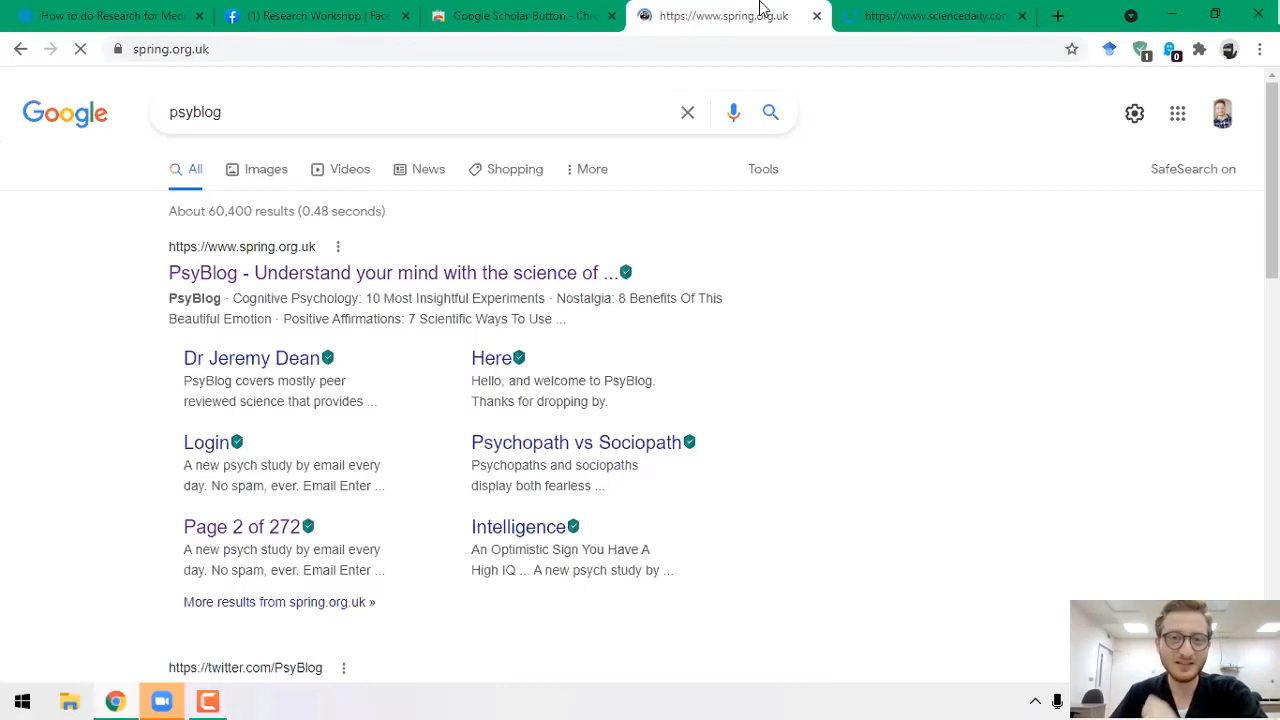 How to do Research for Med
(1) Research Workshop | Fac
Google Scholar Button - Chro
https://www.spring.org.uk
https://www.sciencedaily.com
spring.org.uk
1
0
Google
psyblog
All
Images
Videos
News
Shopping
More
Tools
SafeSearch on
About 60,400 results (0.48 seconds)
https://www.spring.org.uk
PsyBlog - Understand your mind with the science of ...
PsyBlog · Cognitive Psychology: 10 Most Insightful Experiments · Nostalgia: 8 Benefits Of This
Beautiful Emotion · Positive Affirmations: 7 Scientific Ways To Use ...
Dr Jeremy Dean
PsyBlog covers mostly peer
reviewed science that provides ...
Here
Hello, and welcome to PsyBlog.
Thanks for dropping by.
Login
A new psych study by email every
day. No spam, ever. Email Enter ...
Psychopath vs Sociopath
Psychopaths and sociopaths
display both fearless ...
Page 2 of 272
A new psych study by email every
day. No spam, ever. Email Enter ...
Intelligence
An Optimistic Sign You Have A
High IQ ... A new psych study by ...
More results from spring.org.uk »
https://twitter.com/PsyBlog